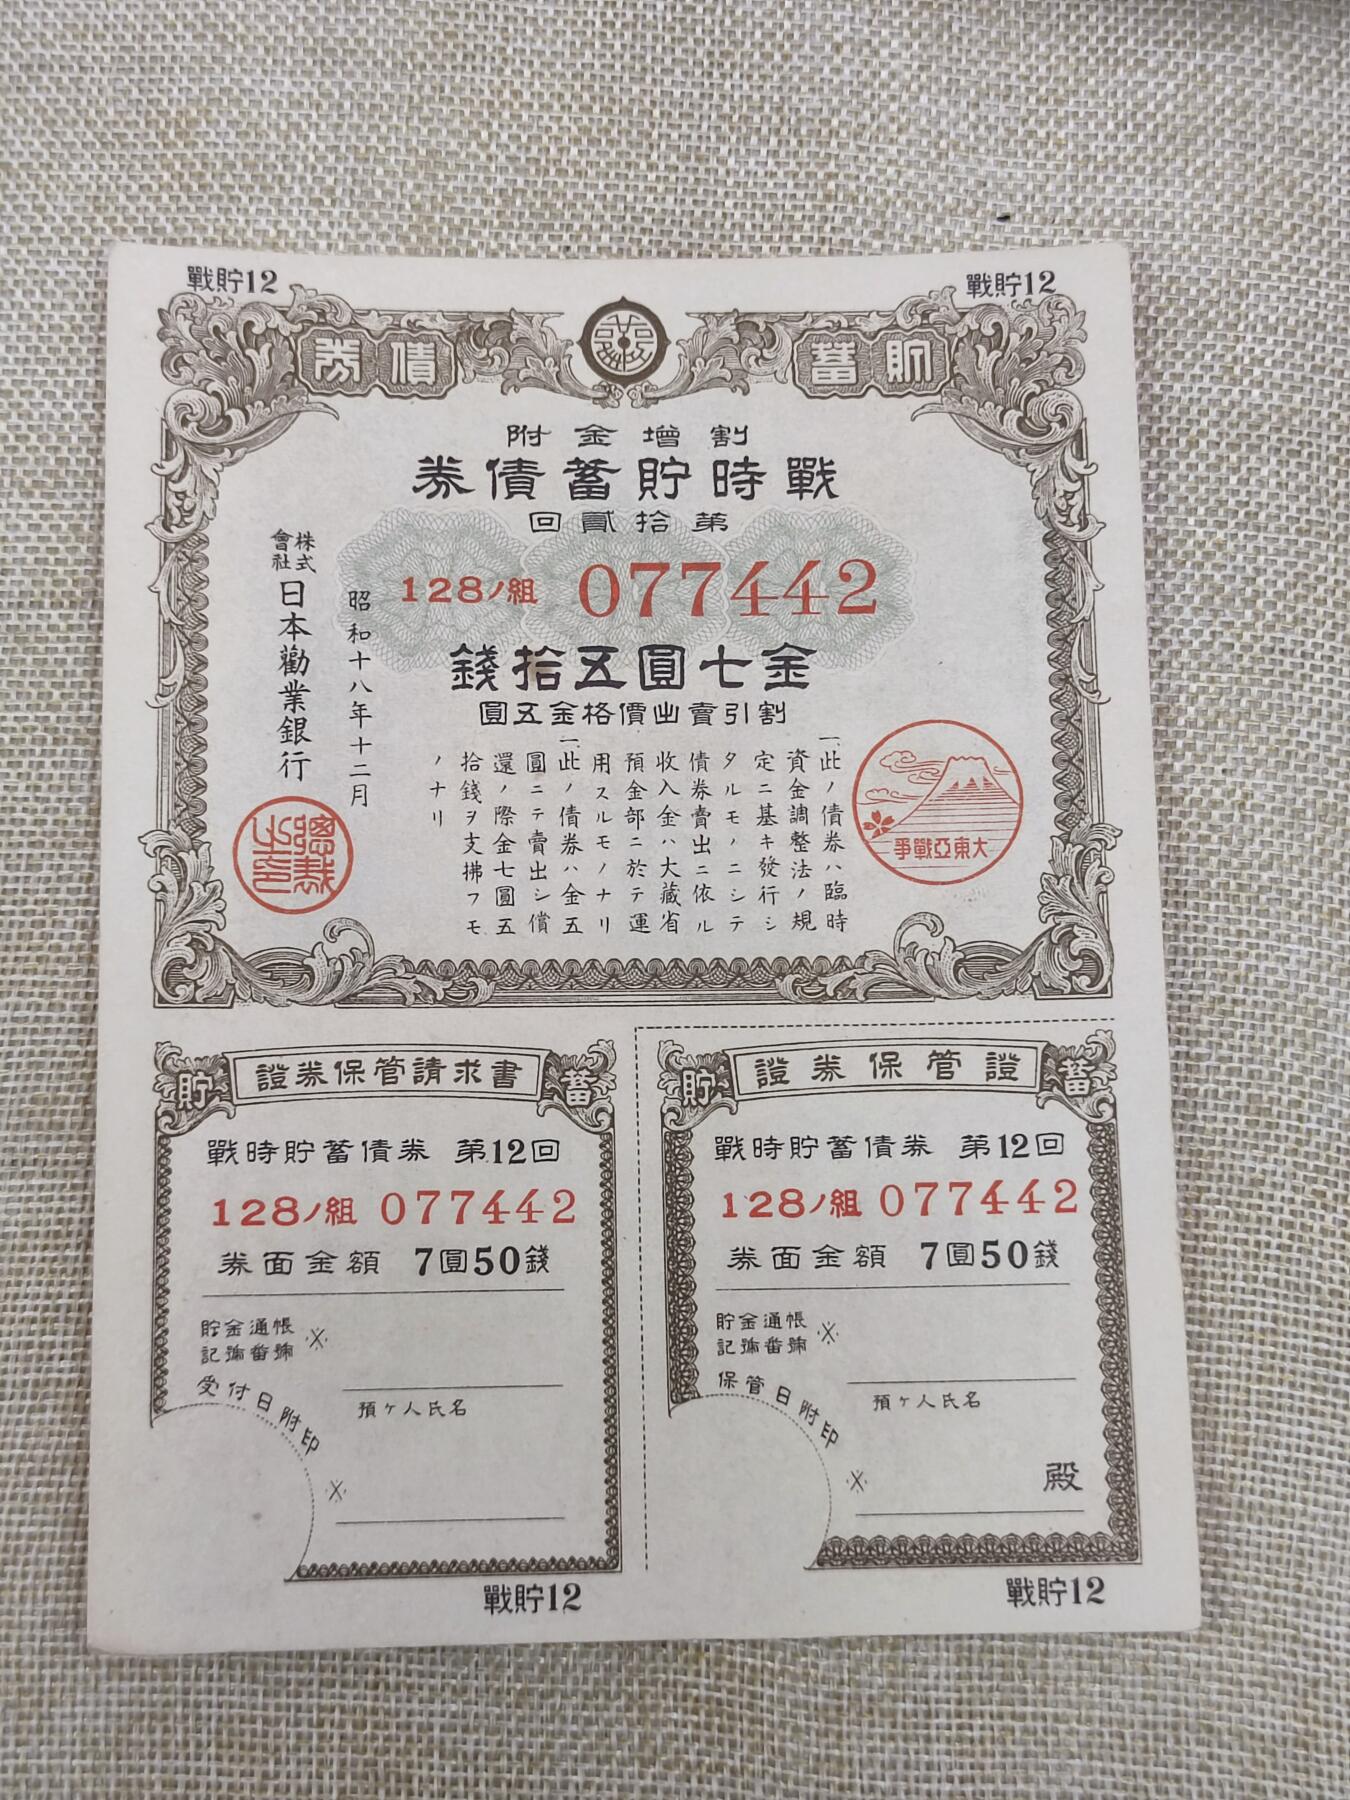 戰貯12
戰貯12
貯蓄債券
割增金附
戰時貯蓄債券
第拾貳回
128ノ組 077442
金七圓五拾錢
割引賣出價格金五圓
大東亞戰爭
一、此ノ債券ハ臨時
資金調整法ノ規
定ニ基キ發行シ
タルモノニシテ
債券賣出ニ依ル
收入金ハ大藏省
預金部ニ於テ運
用スルモノナリ
一、此ノ債券ハ金五
圓ニテ賣出シ償
還ノ際金七圓五
拾錢ヲ支拂フモ
ノナリ
昭和十八年十二月
株式會社日本勸業銀行
總裁之印
貯 證券保管請求書 蓄
戰時貯蓄債券 第12回
128ノ組 077442
券面金額 7圓50錢
貯金通帳
記號番號 ※
受付日附印
預ケ人氏名
※
戰貯12
貯 證券保管證 蓄
戰時貯蓄債券 第12回
128ノ組 077442
券面金額 7圓50錢
貯金通帳
記號番號 ※
保管日附印
預ケ人氏名
※ 殿
戰貯12